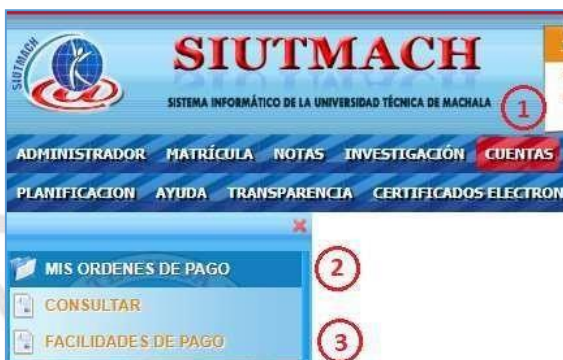 SIUTMACH
SIUTMACH
SISTEMA INFORMÁTICO DE LA UNIVERSIDAD TÉCNICA DE MACHALA
1
ADMINISTRADOR MATRÍCULA NOTAS INVESTIGACIÓN CUENTAS
PLANIFICACION AYUDA TRANSPARENCIA CERTIFICADOS ELECTRON
MIS ORDENES DE PAGO 2
CONSULTAR
FACILIDADES DE PAGO 3